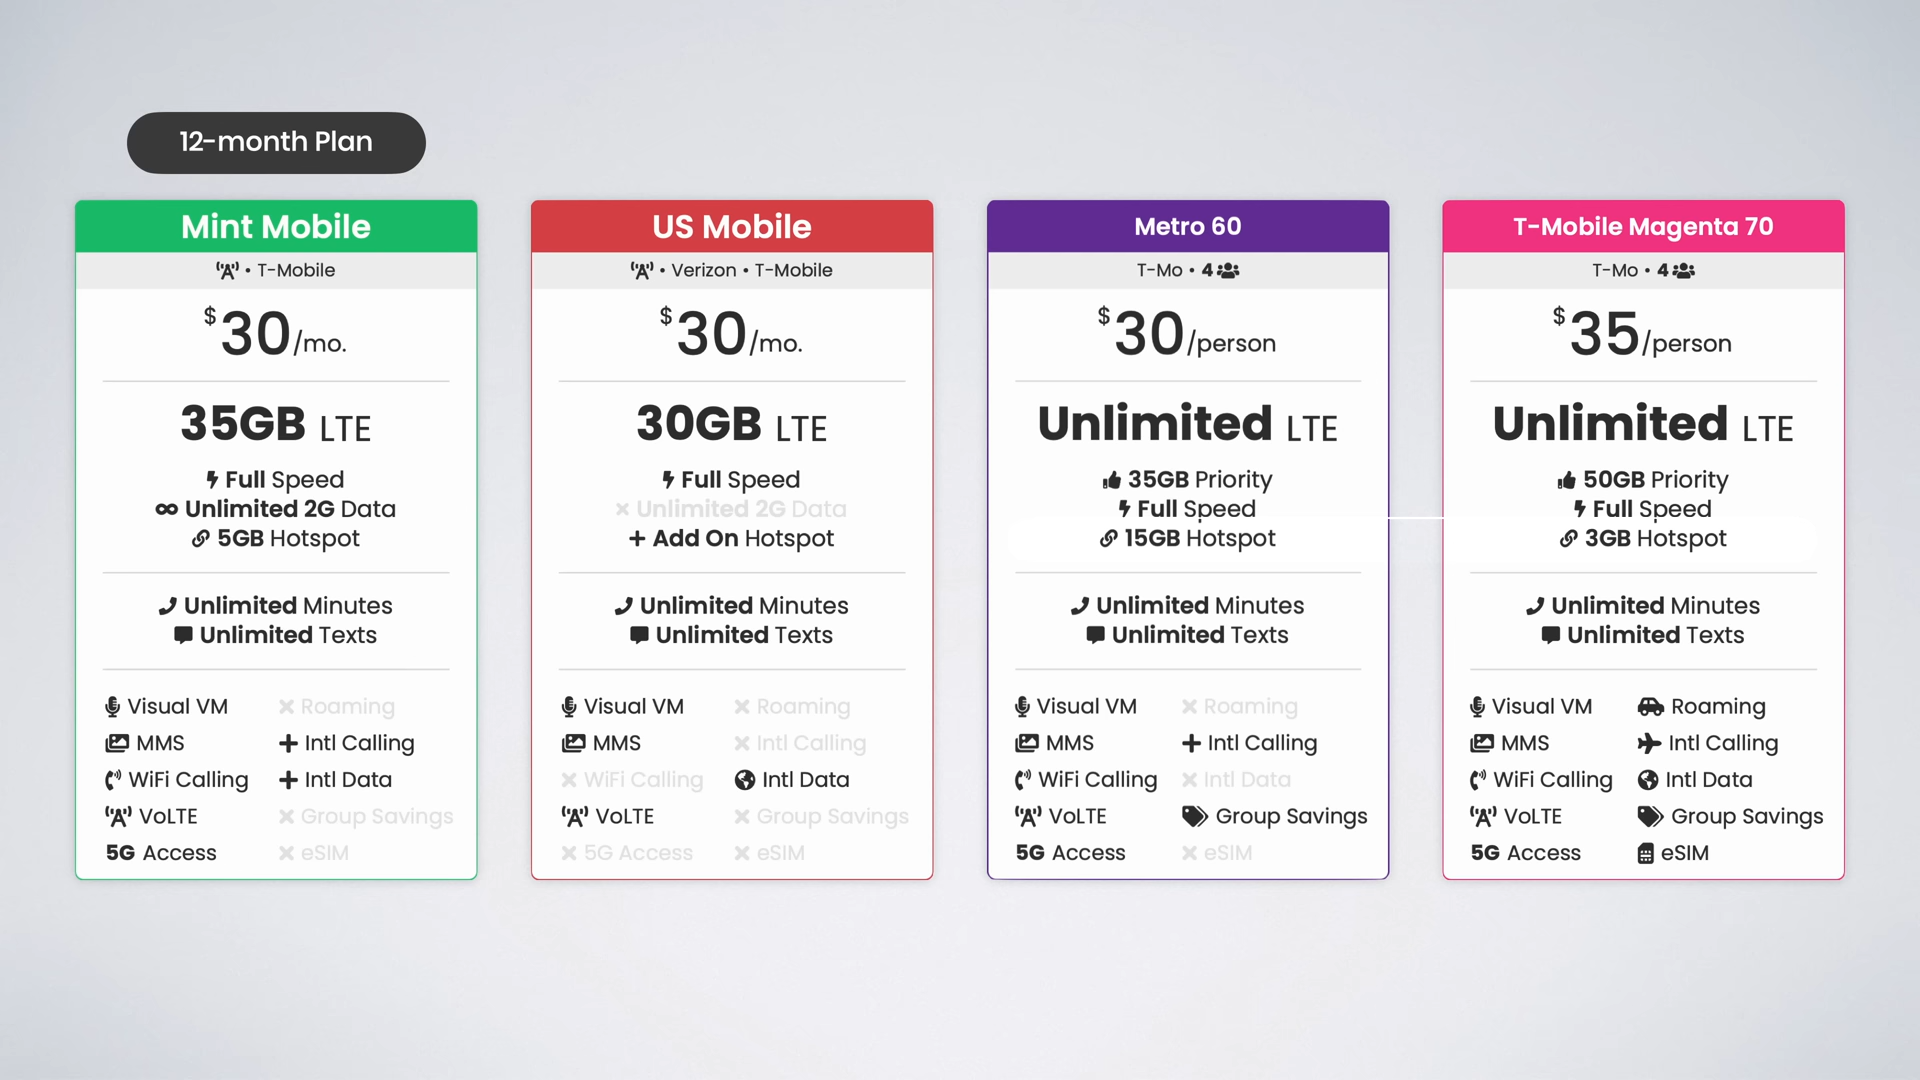 12-month Plan
Mint Mobile
• T-Mobile
$30/mo.
35GB LTE
Full Speed
Unlimited 2G Data
5GB Hotspot
Unlimited Minutes
Unlimited Texts
Visual VM
Roaming
MMS
Intl Calling
WiFi Calling
Intl Data
VoLTE
Group Savings
5G Access
eSIM
US Mobile
• Verizon • T-Mobile
$30/mo.
30GB LTE
Full Speed
Unlimited 2G Data
Add On Hotspot
Unlimited Minutes
Unlimited Texts
Visual VM
Roaming
MMS
Intl Calling
WiFi Calling
Intl Data
VoLTE
Group Savings
5G Access
eSIM
Metro 60
T-Mo • 4
$30/person
Unlimited LTE
35GB Priority
Full Speed
15GB Hotspot
Unlimited Minutes
Unlimited Texts
Visual VM
Roaming
MMS
Intl Calling
WiFi Calling
Intl Data
VoLTE
Group Savings
5G Access
eSIM
T-Mobile Magenta 70
T-Mo • 4
$35/person
Unlimited LTE
50GB Priority
Full Speed
3GB Hotspot
Unlimited Minutes
Unlimited Texts
Visual VM
Roaming
MMS
Intl Calling
WiFi Calling
Intl Data
VoLTE
Group Savings
5G Access
eSIM